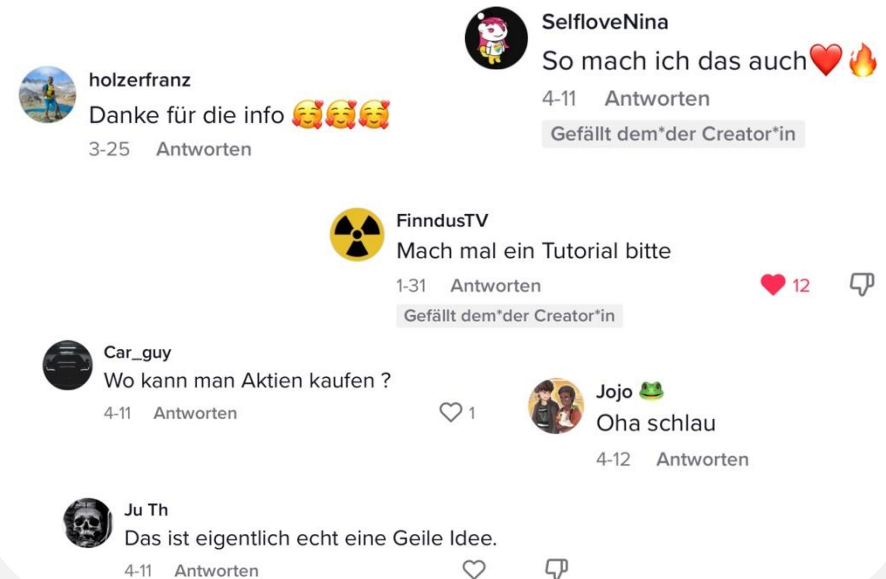 SelfloveNina
So mach ich das auch❤️🔥
4-11 Antworten
Gefällt dem*der Creator*in
holzerfranz
Danke für die info 🥰🥰🥰
3-25 Antworten
FinndusTV
Mach mal ein Tutorial bitte
1-31 Antworten 12
Gefällt dem*der Creator*in
Car_guy
Wo kann man Aktien kaufen ?
4-11 Antworten 1
Jojo 🐸
Oha schlau
4-12 Antworten
Ju Th
Das ist eigentlich echt eine Geile Idee.
4-11 Antworten